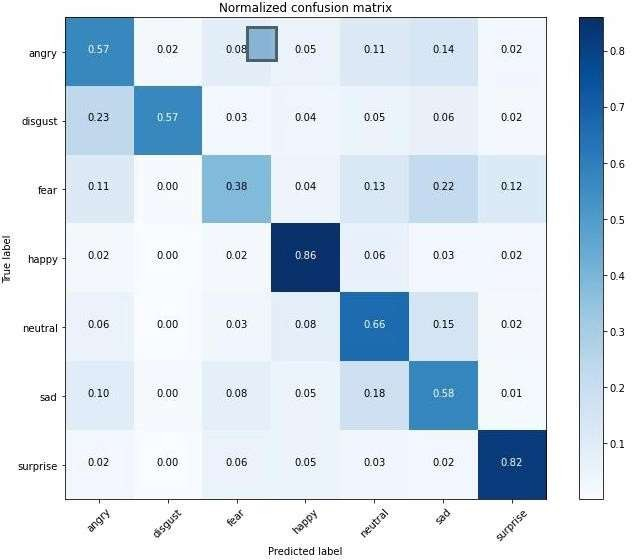 Normalized confusion matrix
True label
angry 0.57 0.02 0.08 0.05 0.11 0.14 0.02
disgust 0.23 0.57 0.03 0.04 0.05 0.06 0.02
fear 0.11 0.00 0.38 0.04 0.13 0.22 0.12
happy 0.02 0.00 0.02 0.86 0.06 0.03 0.02
neutral 0.06 0.00 0.03 0.08 0.66 0.15 0.02
sad 0.10 0.00 0.08 0.05 0.18 0.58 0.01
surprise 0.02 0.00 0.06 0.05 0.03 0.02 0.82
angry disgust fear happy neutral sad surprise
Predicted label
0.8
0.7
0.6
0.5
0.4
0.3
0.2
0.1